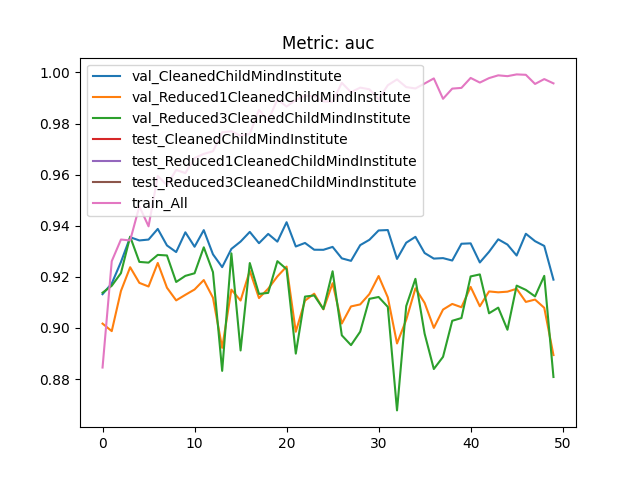 Metric: auc
1.00
0.98
0.96
0.94
0.92
0.90
0.88
val_CleanedChildMindInstitute
val_Reduced1CleanedChildMindInstitute
val_Reduced3CleanedChildMindInstitute
test_CleanedChildMindInstitute
test_Reduced1CleanedChildMindInstitute
test_Reduced3CleanedChildMindInstitute
train_All
0 10 20 30 40 50